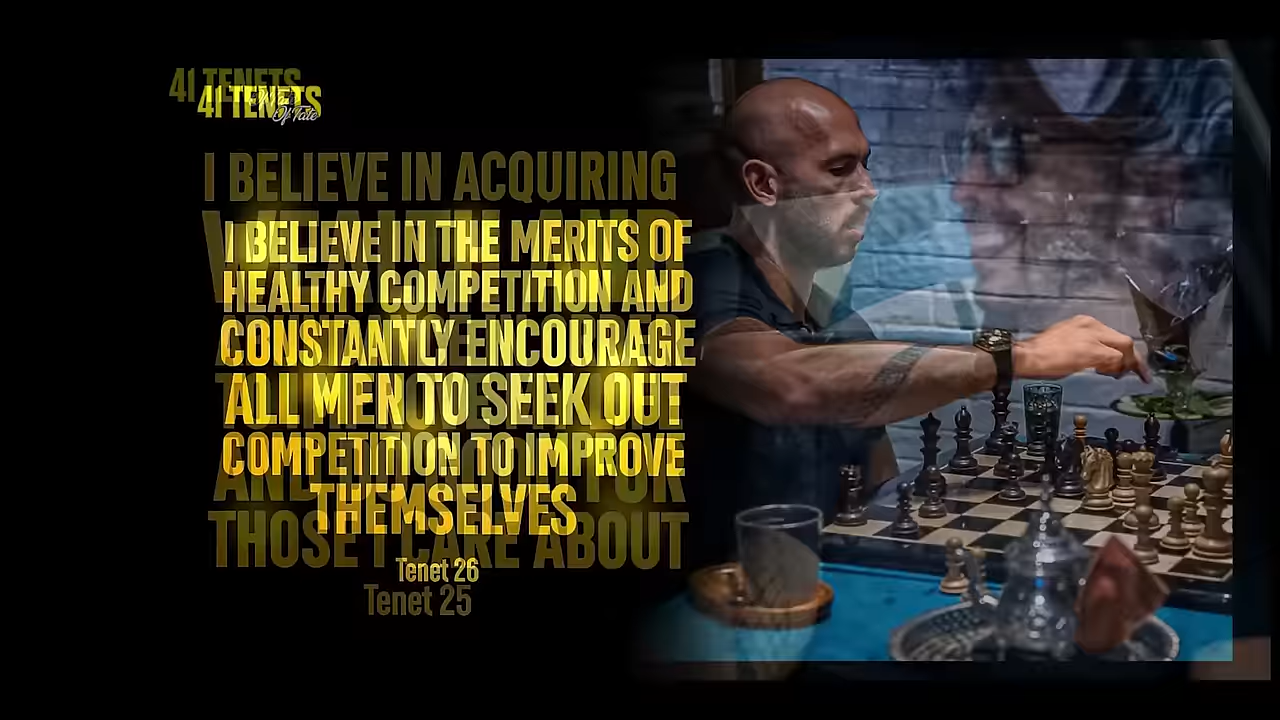 41 TENETS
41 TENETS
Of Tate
I BELIEVE IN ACQUIRING
I BELIEVE IN THE MERITS OF
HEALTHY COMPETITION AND
CONSTANTLY ENCOURAGE
ALL MEN TO SEEK OUT
COMPETITION TO IMPROVE
THEMSELVES
THOSE I CARE ABOUT
Tenet 26
Tenet 25